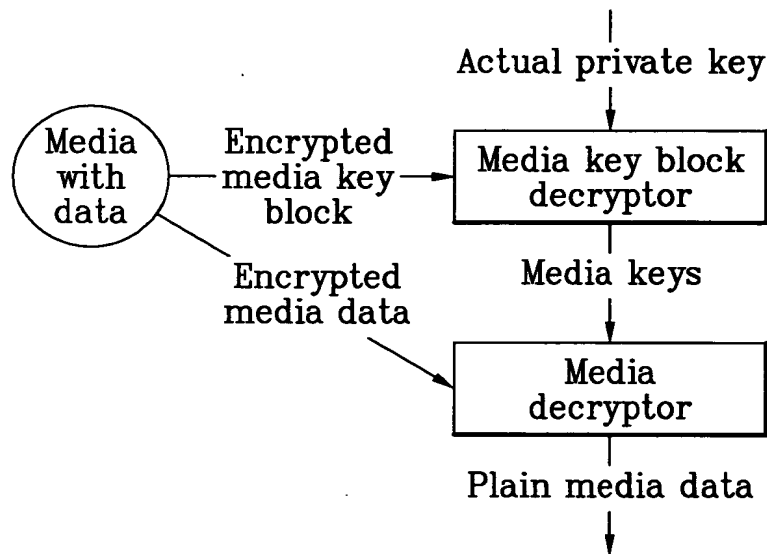 Actual private key
Media
with
data
Encrypted
media key
block
Media key block
decryptor
Media keys
Encrypted
media data
Media
decryptor
Plain media data